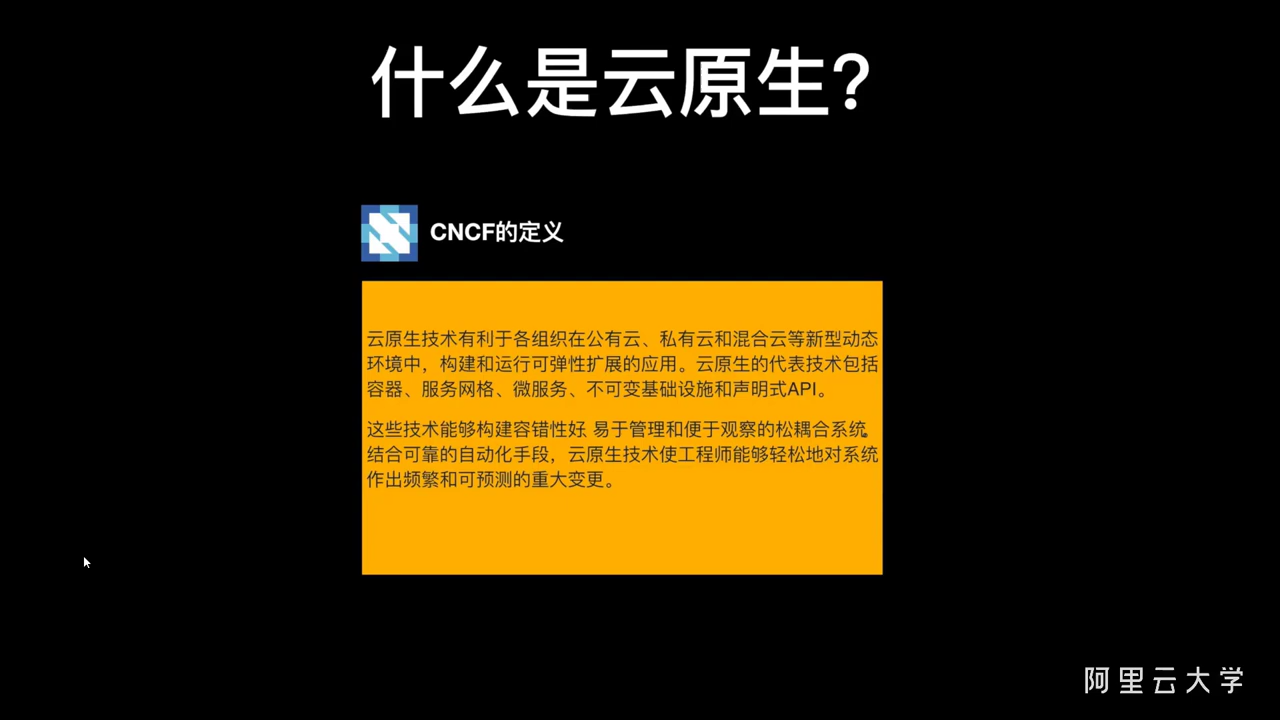 什么是云原生?
CNCF的定义
云原生技术有利于各组织在公有云、私有云和混合云等新型动态
环境中，构建和运行可弹性扩展的应用。云原生的代表技术包括
容器、服务网格、微服务、不可变基础设施和声明式API。
这些技术能够构建容错性好、易于管理和便于观察的松耦合系统。
结合可靠的自动化手段，云原生技术使工程师能够轻松地对系统
作出频繁和可预测的重大变更。
阿里云大学